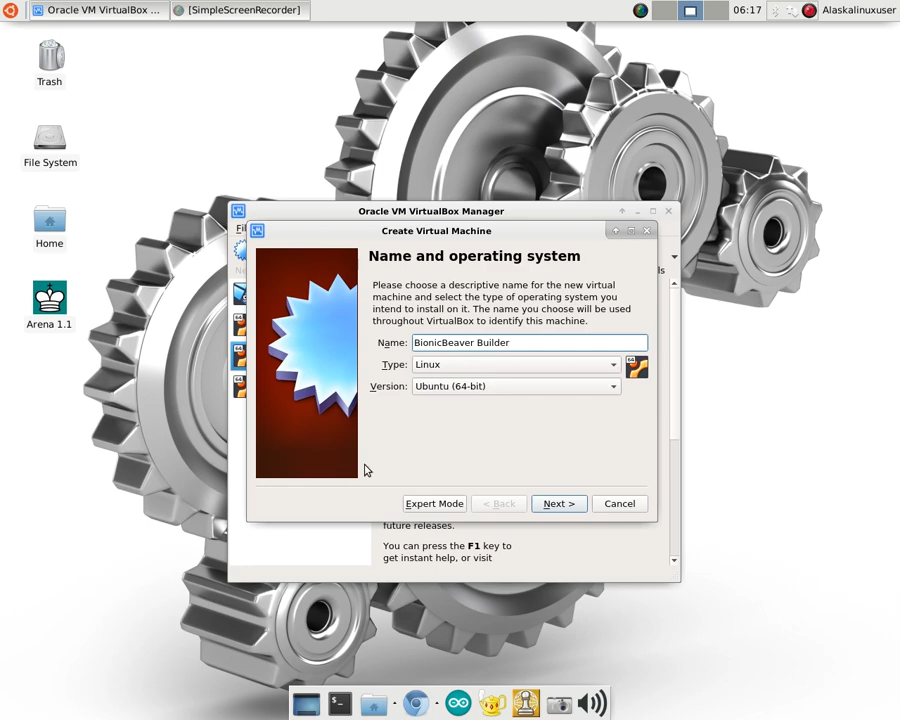 Oracle VM VirtualBox ...
[SimpleScreenRecorder]
06:17
Alaskalinuxuser
Trash
File System
Home
Arena 1.1
Oracle VM VirtualBox Manager
Create Virtual Machine
Name and operating system
Please choose a descriptive name for the new virtual
machine and select the type of operating system you
intend to install on it. The name you choose will be used
throughout VirtualBox to identify this machine.
Name: BionicBeaver Builder
Type: Linux
Version: Ubuntu (64-bit)
Expert Mode
< Back
Next >
Cancel
future releases.
You can press the F1 key to
get instant help, or visit